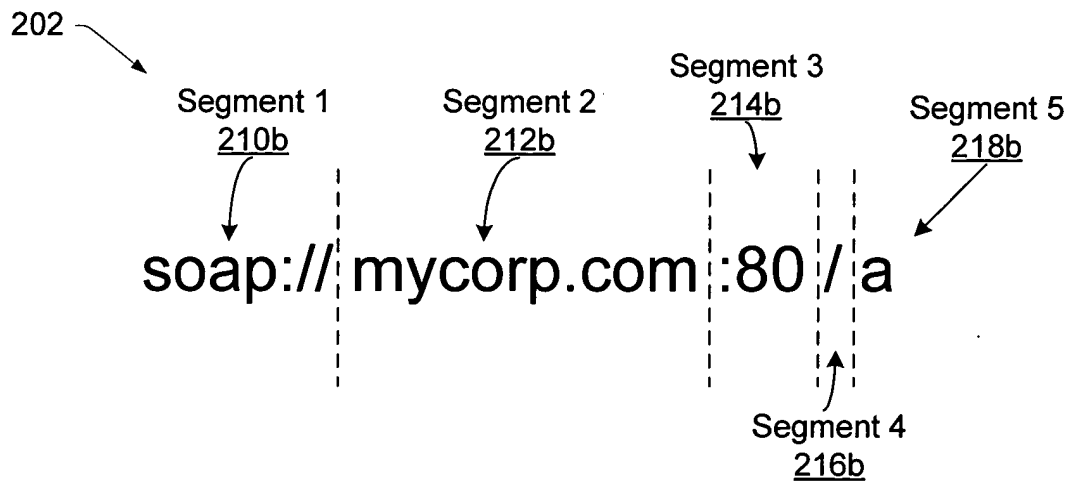 202
Segment 1
210b
Segment 2
212b
Segment 3
214b
Segment 5
218b
soap:// mycorp.com :80 / a
Segment 4
216b